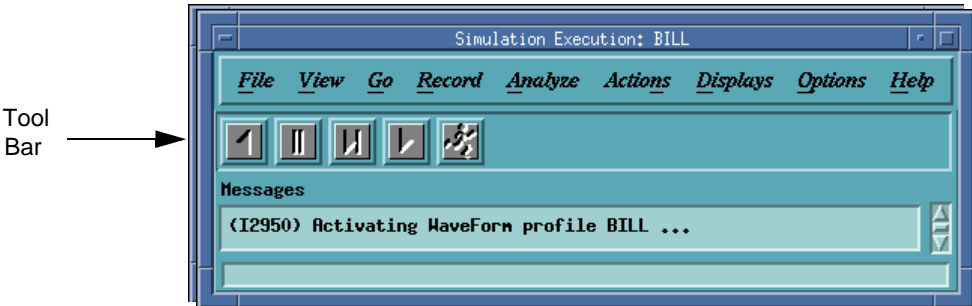 Simulation Execution: BILL
File View Go Record Analyze Actions Displays Options Help
Tool
Bar
Messages
(I2950) Activating WaveForm profile BILL ...